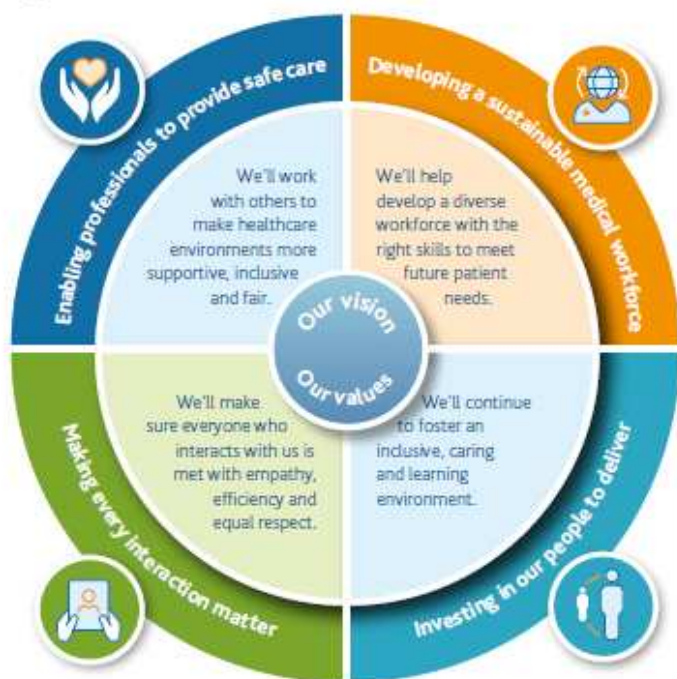 Enabling professionals to provide safe care
We'll work
with others to
make healthcare
environments more
supportive, inclusive
and fair.
Developing a sustainable medical workforce
We'll help
develop a diverse
workforce with the
right skills to meet
future patient
needs.
Our vision
Our values
Making every interaction matter
We'll make
sure everyone who
interacts with us is
met with empathy,
efficiency and
equal respect.
Investing in our people to deliver
We'll continue
to foster an
inclusive, caring
and learning
environment.